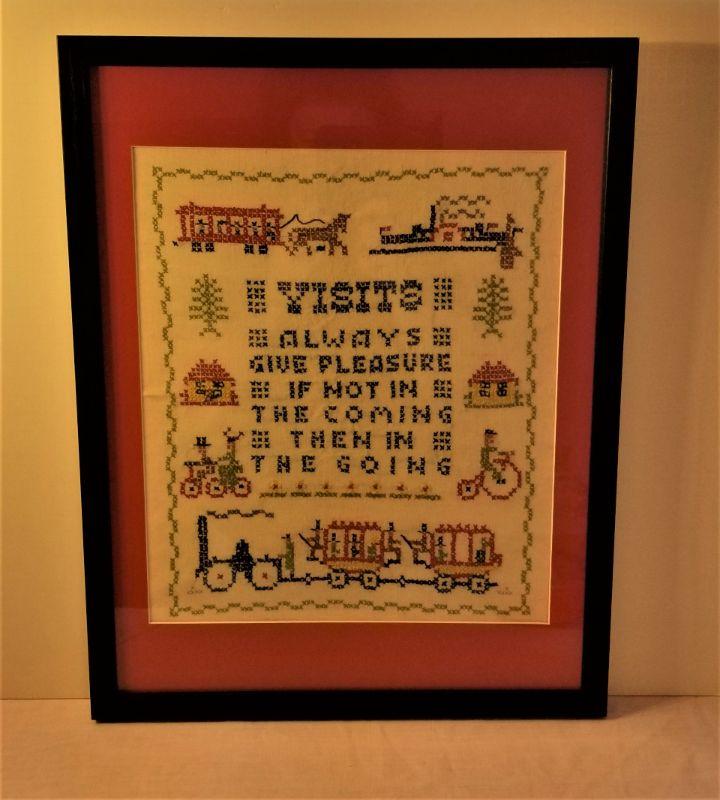 VISITS
ALWAYS
GIVE PLEASURE
IF NOT IN
THE COMING
THEN IN
THE GOING